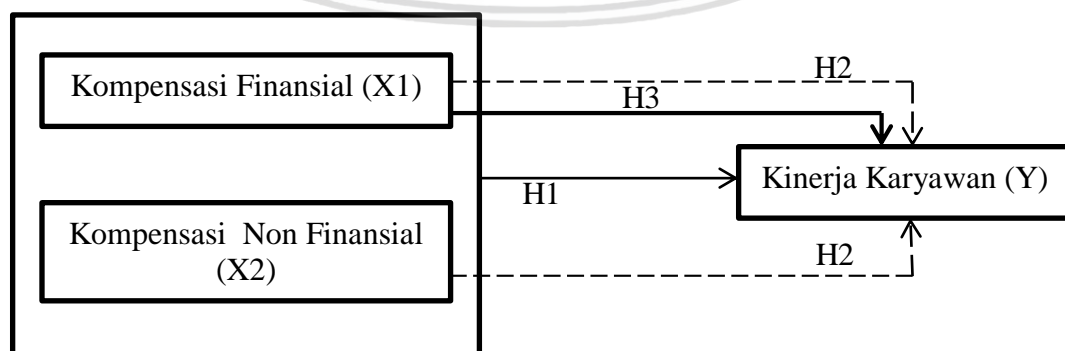 Kompensasi Finansial (X1)
H2
H3
Kinerja Karyawan (Y)
H1
Kompensasi Non Finansial
(X2)
H2